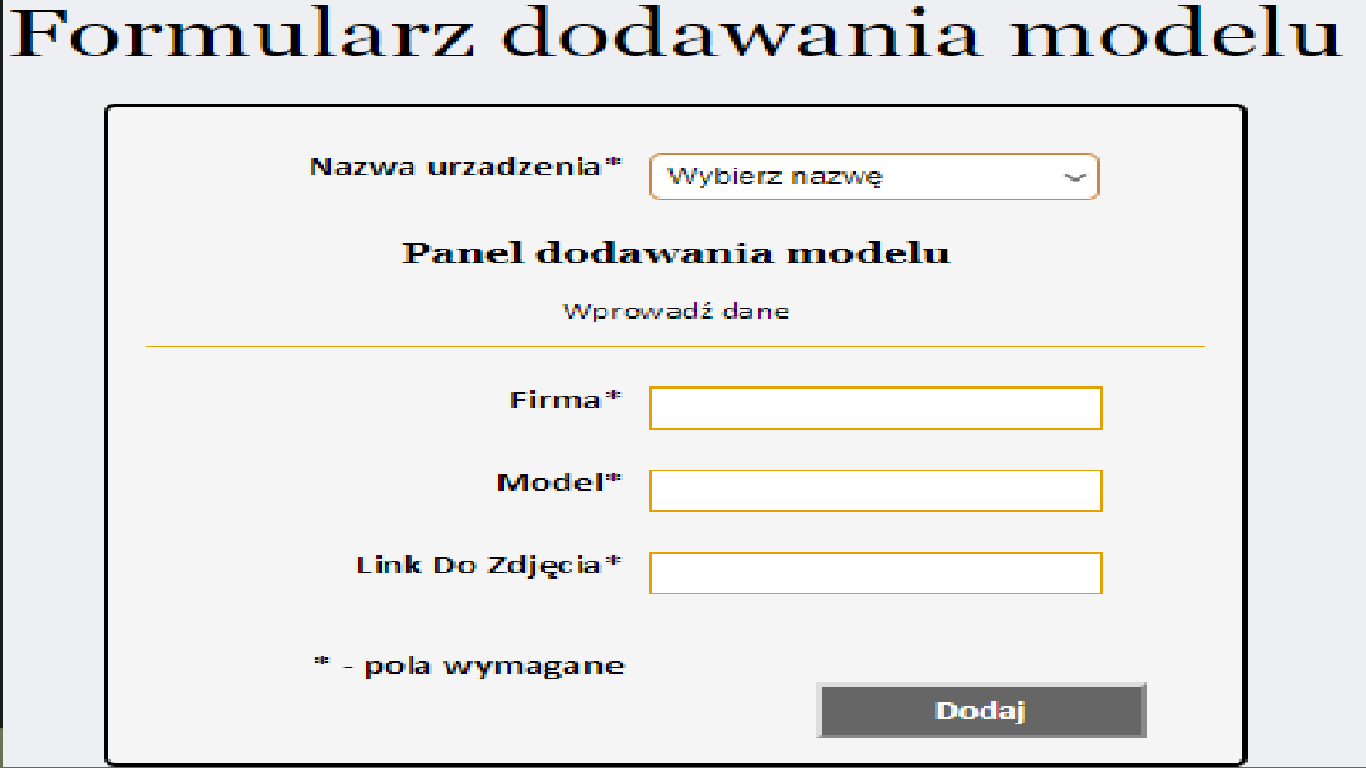 Formularz dodawania modelu
Nazwa urzadzenia*
Wybierz nazwę
Panel dodawania modelu
Wprowadź dane
Firma*
Model*
Link Do Zdjęcia*
* - pola wymagane
Dodaj